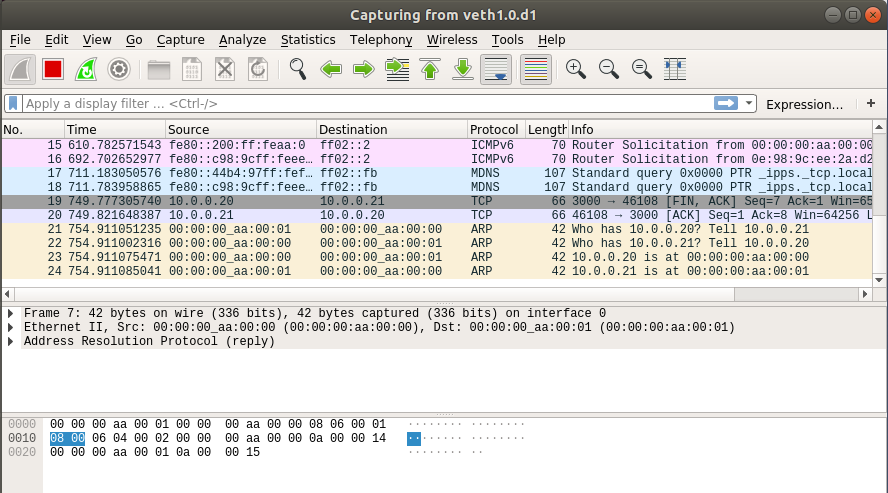 Capturing from veth1.0.d1
File Edit View Go Capture Analyze Statistics Telephony Wireless Tools Help
Apply a display filter ... <Ctrl-/> Expression... +
No. Time Source Destination Protocol Length Info
15 610.782571543 fe80::200:ff:feaa:0 ff02::2 ICMPv6 70 Router Solicitation from 00:00:00:aa:00:00
16 692.702652977 fe80::c98:9cff:feee… ff02::2 ICMPv6 70 Router Solicitation from 0e:98:9c:ee:2a:d2
17 711.183050576 fe80::44b4:97ff:fef… ff02::fb MDNS 107 Standard query 0x0000 PTR _ipps._tcp.local
18 711.783958865 fe80::c98:9cff:feee… ff02::fb MDNS 107 Standard query 0x0000 PTR _ipps._tcp.local
19 749.777305740 10.0.0.20 10.0.0.21 TCP 66 3000 → 46108 [FIN, ACK] Seq=7 Ack=1 Win=65
20 749.821648387 10.0.0.21 10.0.0.20 TCP 66 46108 → 3000 [ACK] Seq=1 Ack=8 Win=64256 L
21 754.911051235 00:00:00_aa:00:01 00:00:00_aa:00:00 ARP 42 Who has 10.0.0.20? Tell 10.0.0.21
22 754.911002316 00:00:00_aa:00:00 00:00:00_aa:00:01 ARP 42 Who has 10.0.0.21? Tell 10.0.0.20
23 754.911075471 00:00:00_aa:00:00 00:00:00_aa:00:01 ARP 42 10.0.0.20 is at 00:00:00:aa:00:00
24 754.911085041 00:00:00_aa:00:01 00:00:00_aa:00:00 ARP 42 10.0.0.21 is at 00:00:00:aa:00:01
Frame 7: 42 bytes on wire (336 bits), 42 bytes captured (336 bits) on interface 0
Ethernet II, Src: 00:00:00_aa:00:00 (00:00:00:aa:00:00), Dst: 00:00:00_aa:00:01 (00:00:00:aa:00:01)
Address Resolution Protocol (reply)
0000 00 00 00 aa 00 01 00 00 00 aa 00 00 08 06 00 01 ········ ········
0010 08 00 06 04 00 02 00 00 00 aa 00 00 0a 00 00 14 ········ ········
0020 00 00 00 aa 00 01 0a 00 00 15 ········ ··